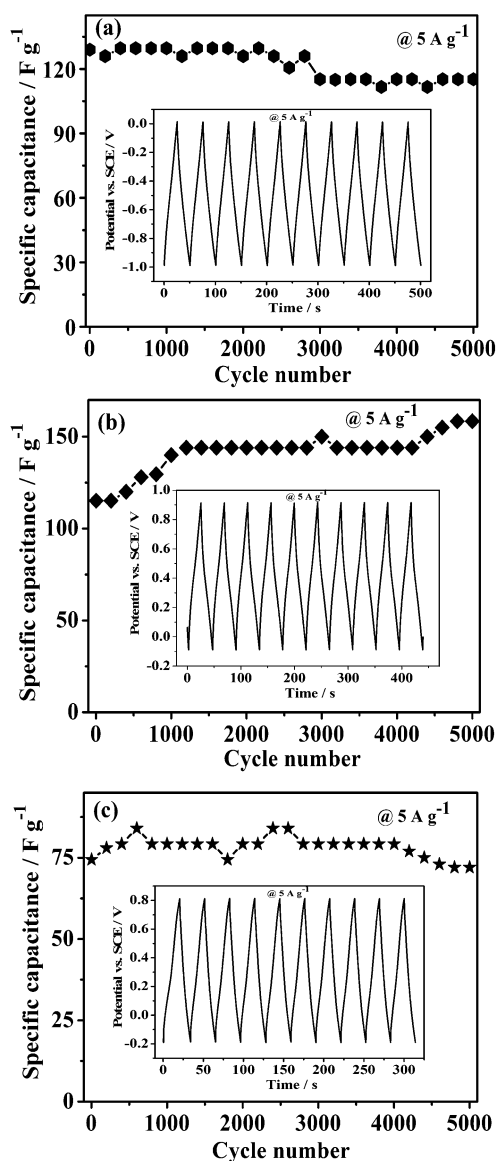 (a)
@ 5 A g-1
Specific capacitance / F g-1
120
90
60
30
0
@ 5 A g-1
Potential vs. SCE / V
0.0
-0.2
-0.4
-0.6
-0.8
-1.0
0 100 200 300 400 500
Time / s
0 1000 2000 3000 4000 5000
Cycle number
(b)
@ 5 A g-1
Specific capacitance / F g-1
150
100
50
0
@ 5 A g-1
Potential vs. SCE / V
1.0
0.8
0.6
0.4
0.2
0.0
-0.2
0 100 200 300 400
Time / s
0 1000 2000 3000 4000 5000
Cycle number
(c)
@ 5 A g-1
Specific capacitance / F g-1
75
50
25
0
@ 5 A g-1
Potential vs. SCE / V
0.8
0.6
0.4
0.2
0.0
-0.2
0 50 100 150 200 250 300
Time / s
0 1000 2000 3000 4000 5000
Cycle number